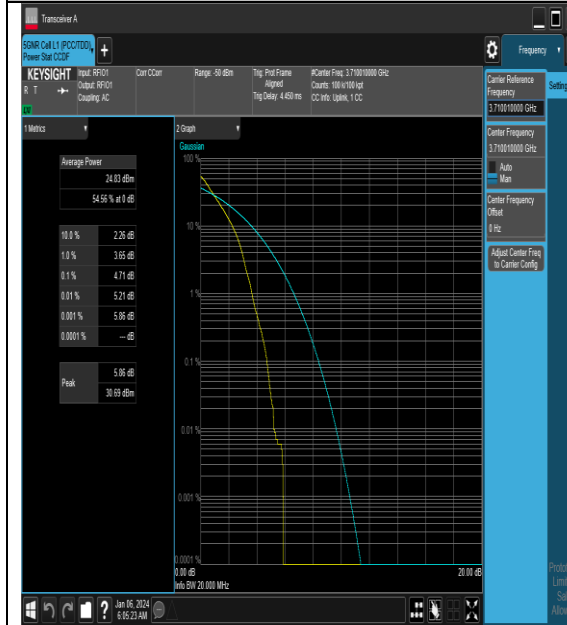 Transceiver A
5GNR Cell L1 (PCC/TDD)
Power Stat CCDF
Frequency
KEYSIGHT
R T
Input: RFIO1
Output: RFIO1
Coupling: AC
Corr CCorr
Range: -50 dBm
Trig: Prot Frame
Aligned
Trig Delay: 4.450 ms
#Center Freq: 3.710010000 GHz
Counts: 100 k/100 kpt
CC Info: Uplink, 1 CC
Carrier Reference
Frequency
3.710010000 GHz
Setting
1 Metrics
2 Graph
Center Frequency
3.710010000 GHz
Auto
Man
Center Frequency
Offset
0 Hz
Adjust Center Freq
to Carrier Config
Average Power
24.83 dBm
54.56 % at 0 dB
10.0 % 2.26 dB
1.0 % 3.65 dB
0.1 % 4.71 dB
0.01 % 5.21 dB
0.001 % 5.86 dB
0.0001 % --- dB
Peak
5.86 dB
30.69 dBm
Gaussian
100 %
10 %
1 %
0.1 %
0.01 %
0.001 %
0.0001 %
0.00 dB
20.00 dB
Info BW 20.000 MHz
Jan 06, 2024
6:05:23 AM